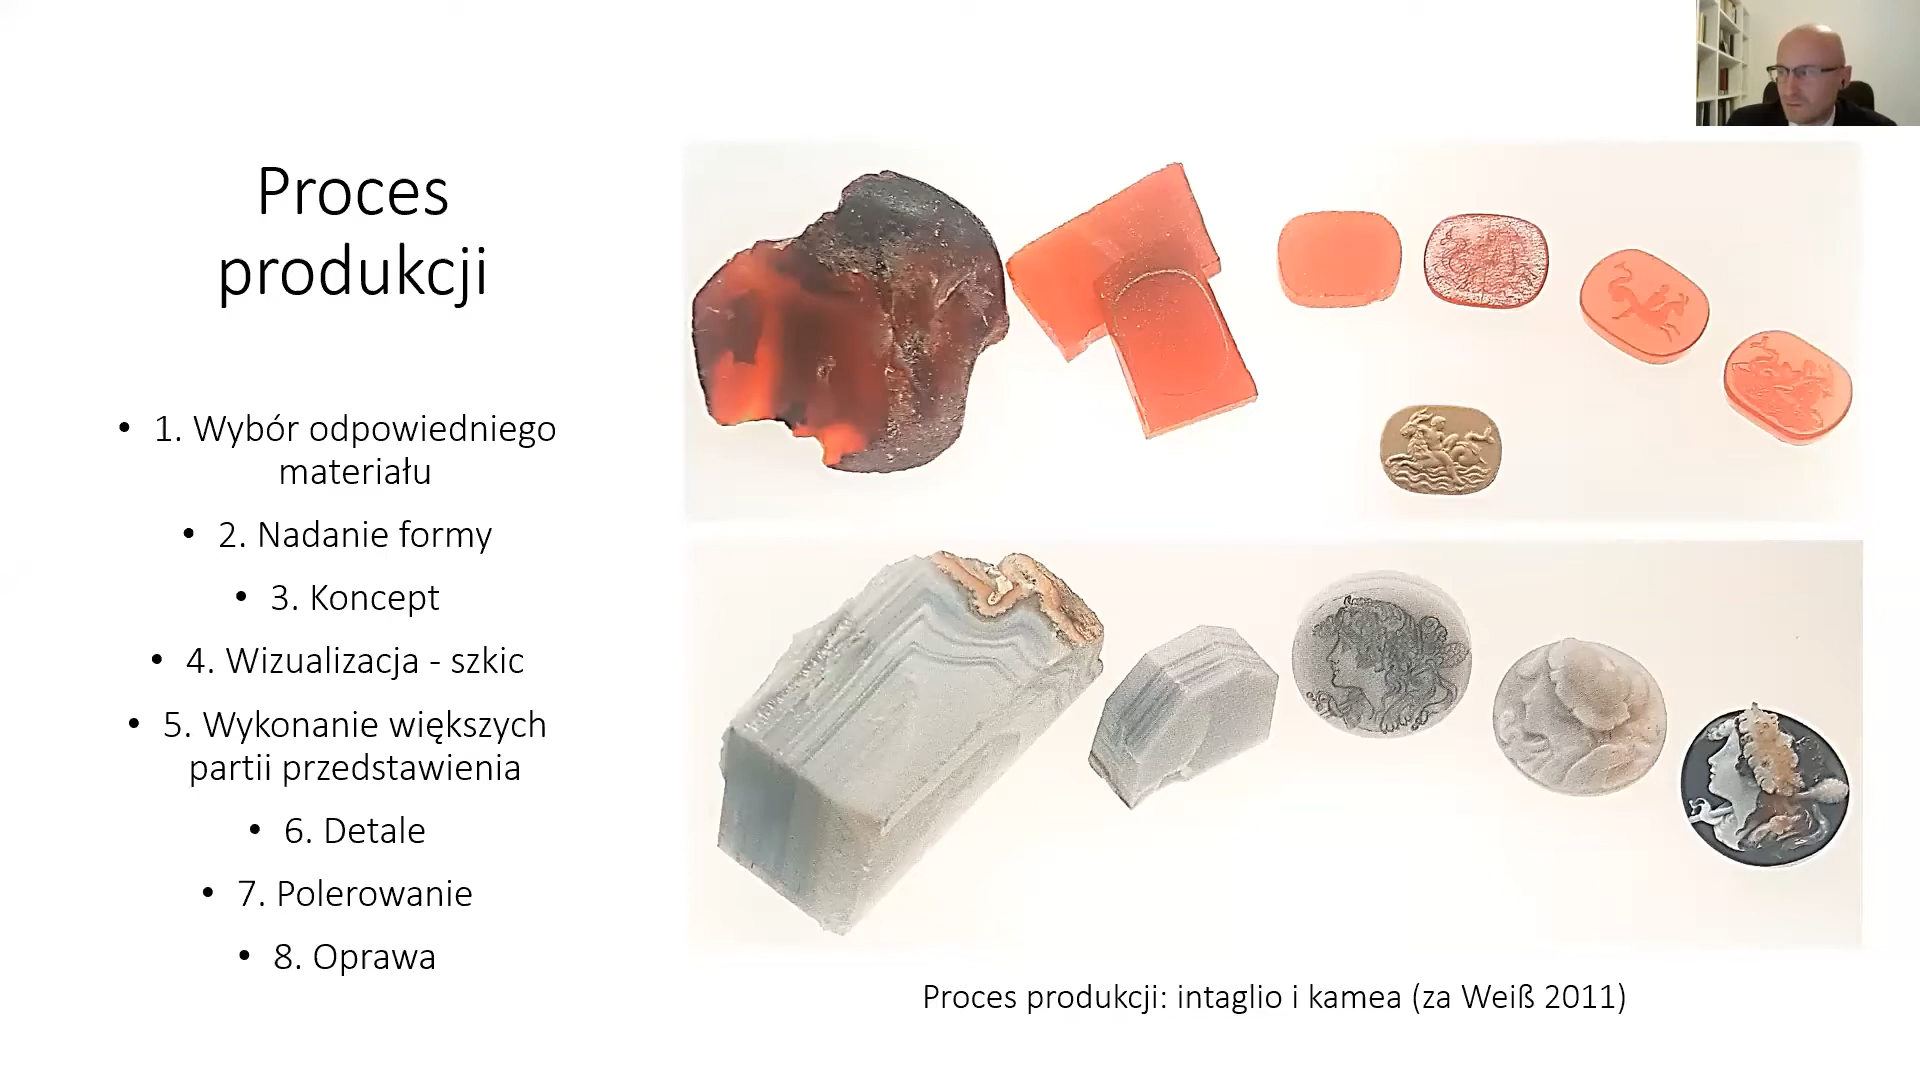 Proces
produkcji
• 1. Wybór odpowiedniego
materiału
• 2. Nadanie formy
• 3. Koncept
• 4. Wizualizacja - szkic
• 5. Wykonanie większych
partii przedstawienia
• 6. Detale
• 7. Polerowanie
• 8. Oprawa
Proces produkcji: intaglio i kamea (za Weiß 2011)